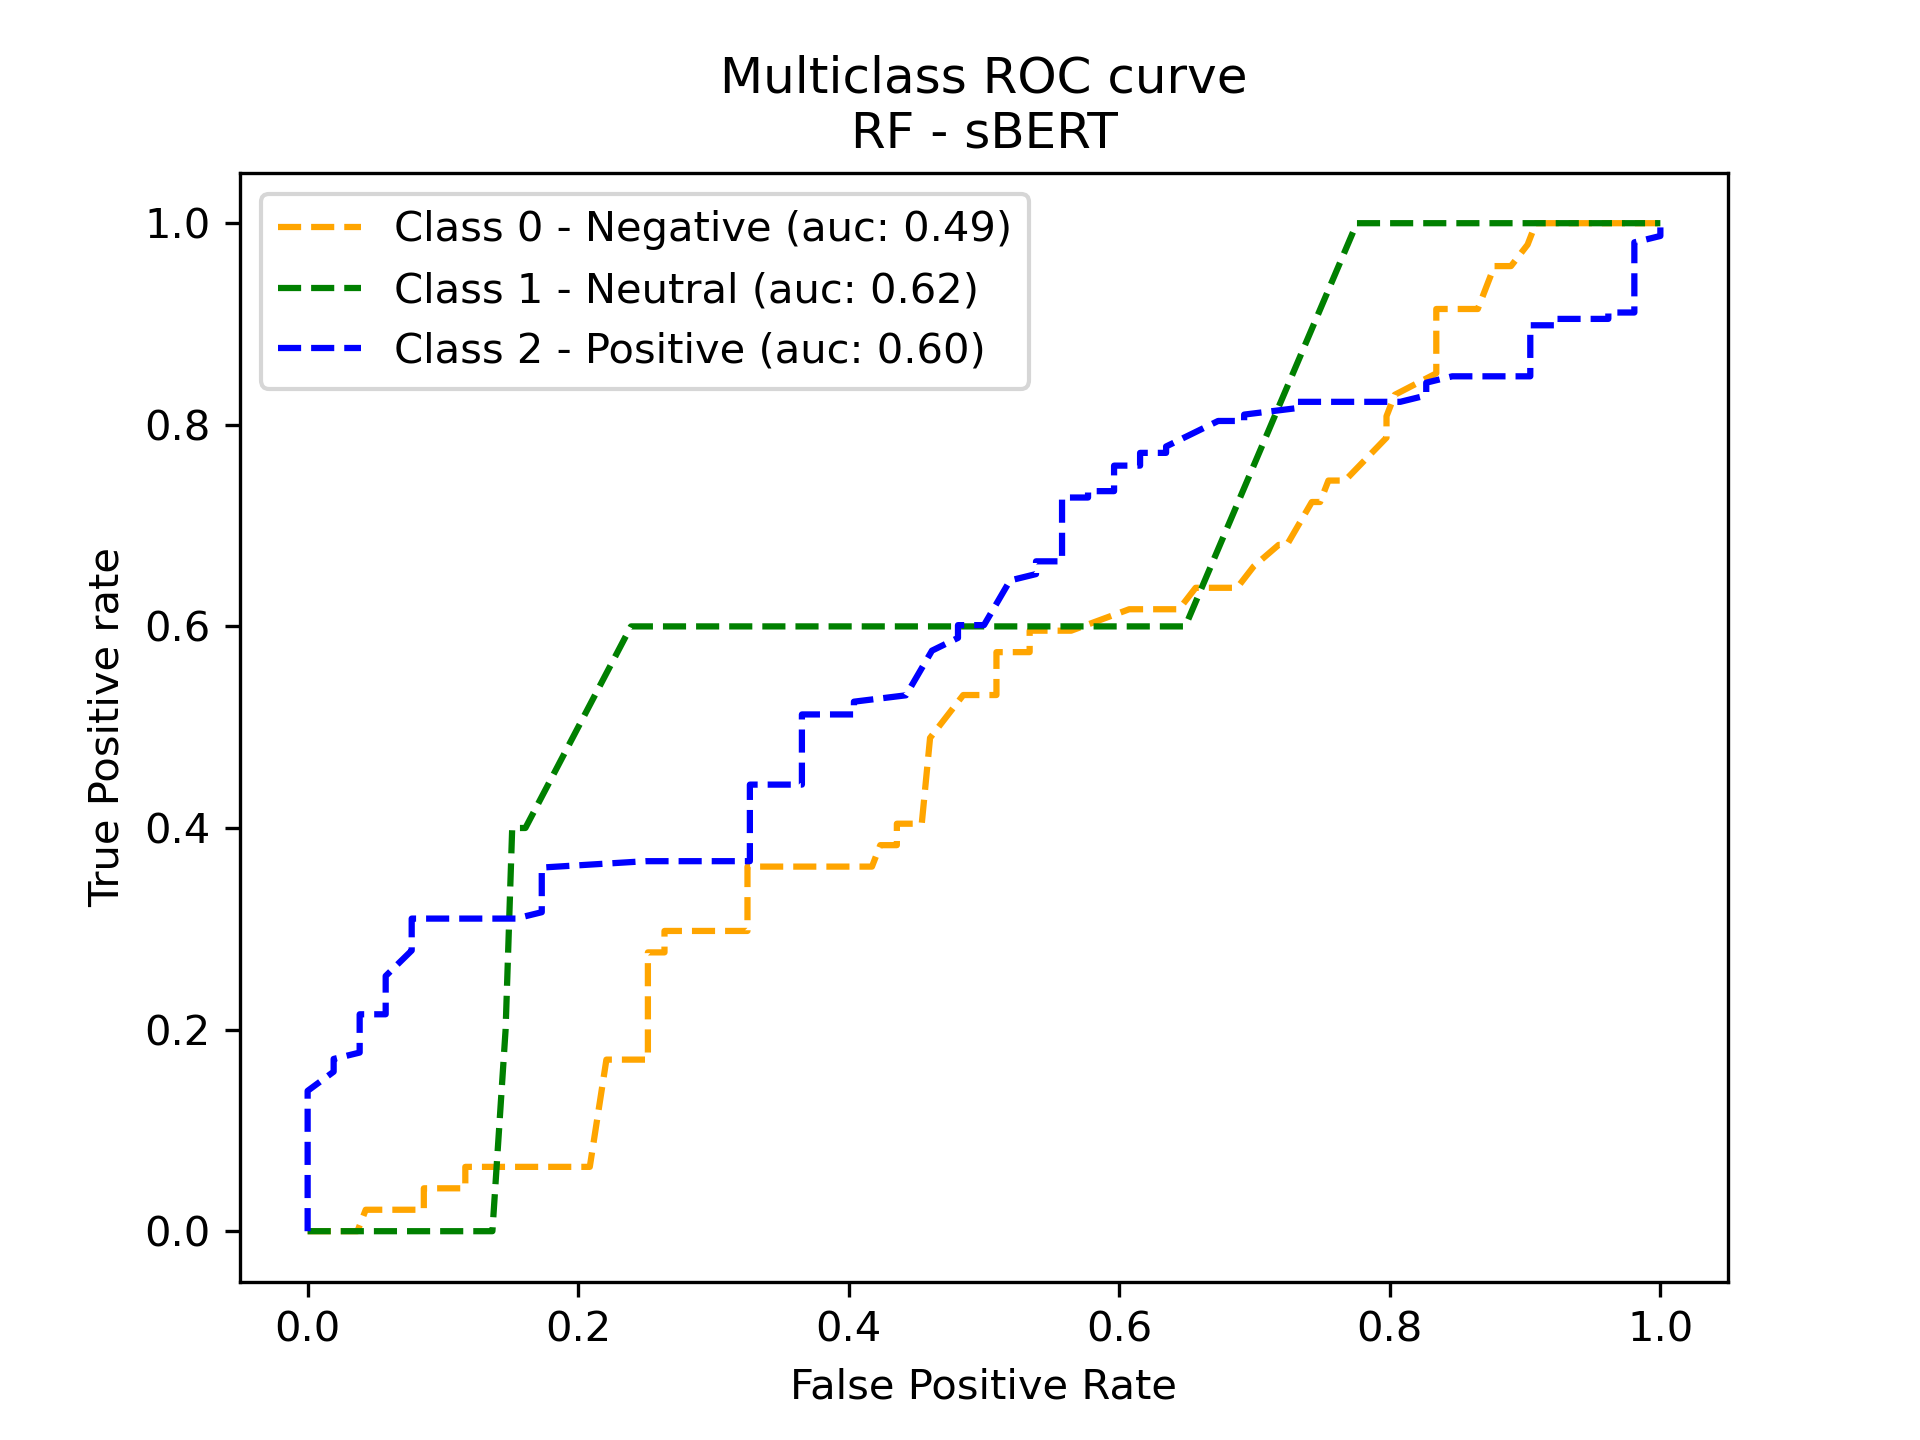 Multiclass ROC curve
RF - sBERT
Class 0 - Negative (auc: 0.49)
Class 1 - Neutral (auc: 0.62)
Class 2 - Positive (auc: 0.60)
True Positive rate
1.0
0.8
0.6
0.4
0.2
0.0
0.0 0.2 0.4 0.6 0.8 1.0
False Positive Rate